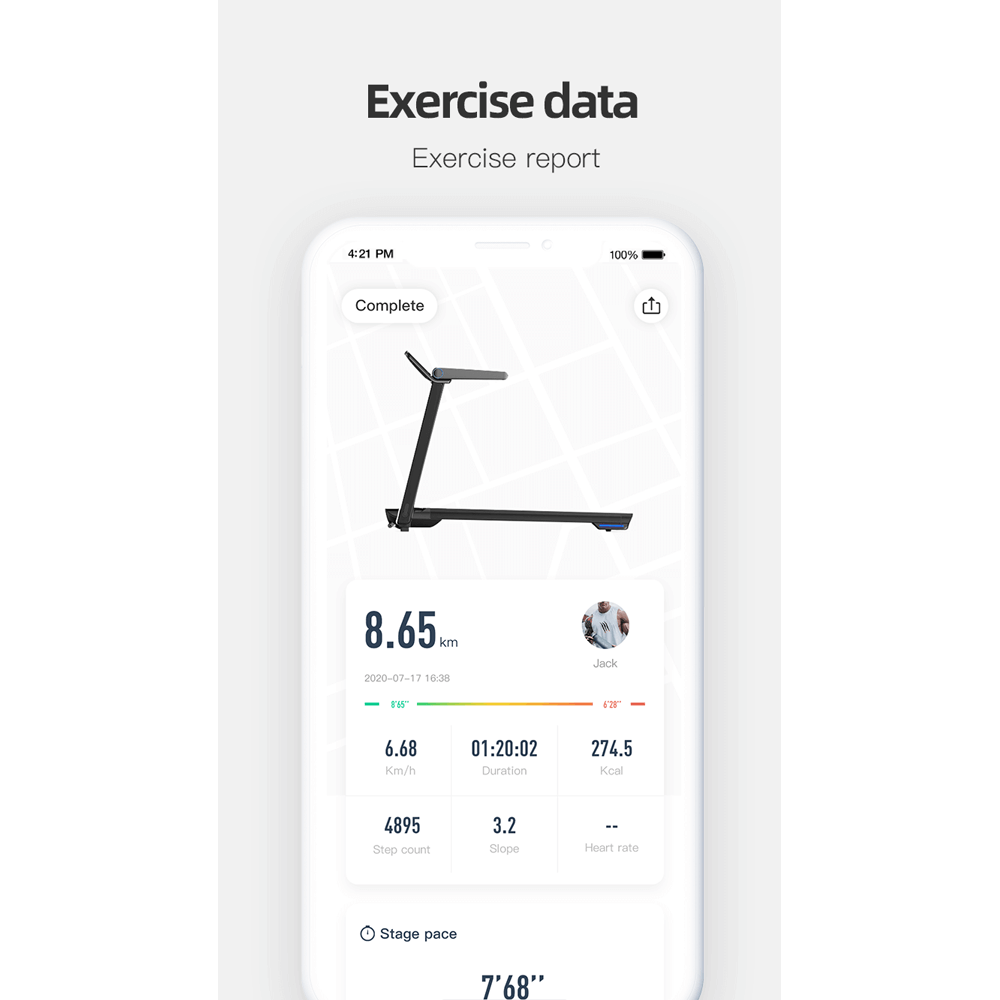 Exercise data
Exercise report
4:21 PM 100%
Complete
8.65 km
Jack
2020-07-17 16:38
8'65'' 6'28''
6.68 01:20:02 274.5
Km/h Duration Kcal
4895 3.2 --
Step count Slope Heart rate
Stage pace
7'68''